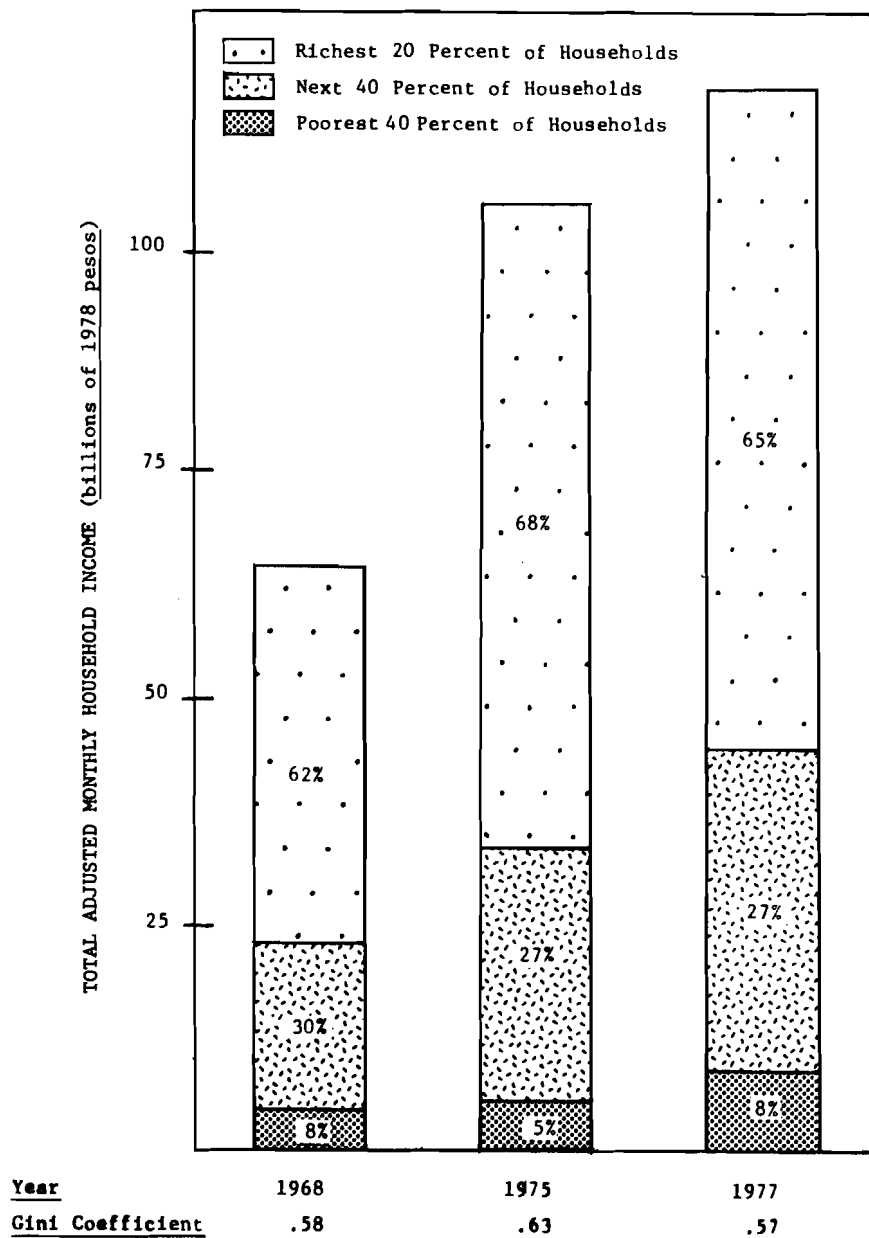 Richest 20 Percent of Households
Next 40 Percent of Households
Poorest 40 Percent of Households
TOTAL ADJUSTED MONTHLY HOUSEHOLD INCOME (billions of 1978 pesos)
100
75
50
25
62%
30%
8%
68%
27%
5%
65%
27%
8%
Year 1968 1975 1977
Gini Coefficient .58 .63 .57